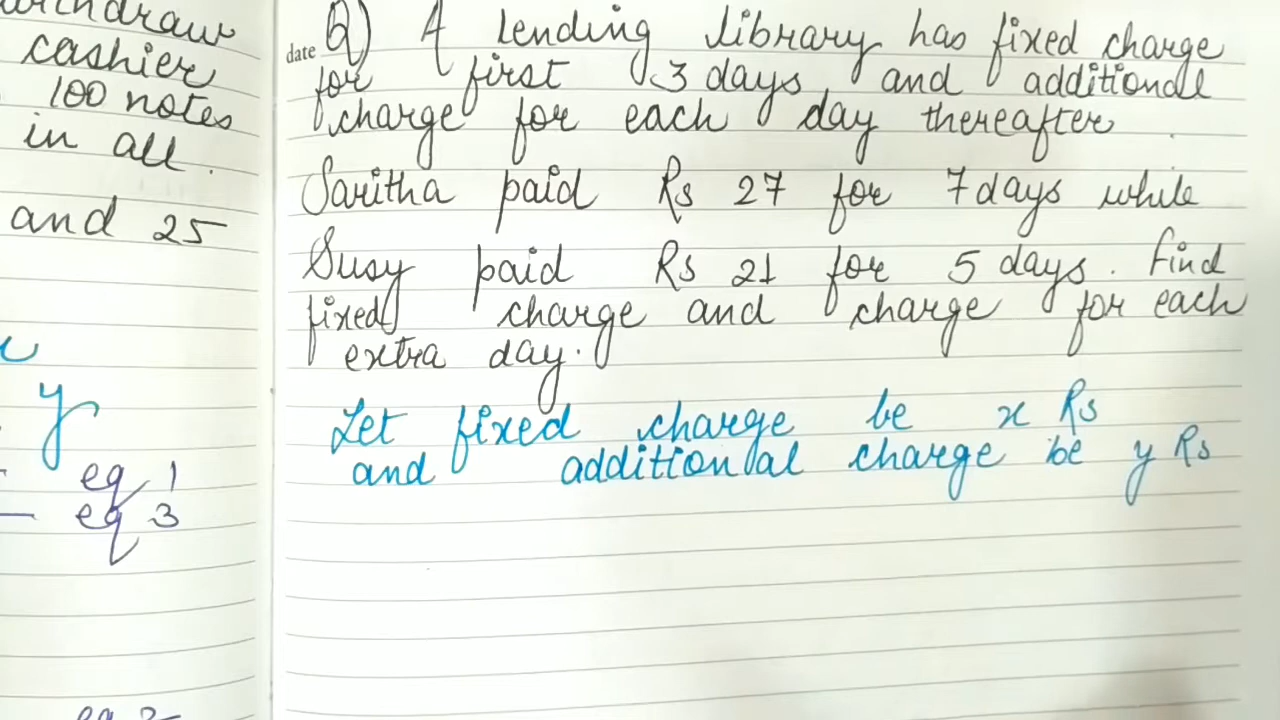 withdraw
cashier
100 notes
in all.
and 25
y
eq 1
eq 3
date Q) A lending library has fixed charge
for first 3 days and additional
charge for each day thereafter
Saritha paid Rs 27 for 7 days while
Susy paid Rs 21 for 5 days. Find
fixed charge and charge for each
extra day.
Let fixed charge be x Rs
and additional charge be y Rs